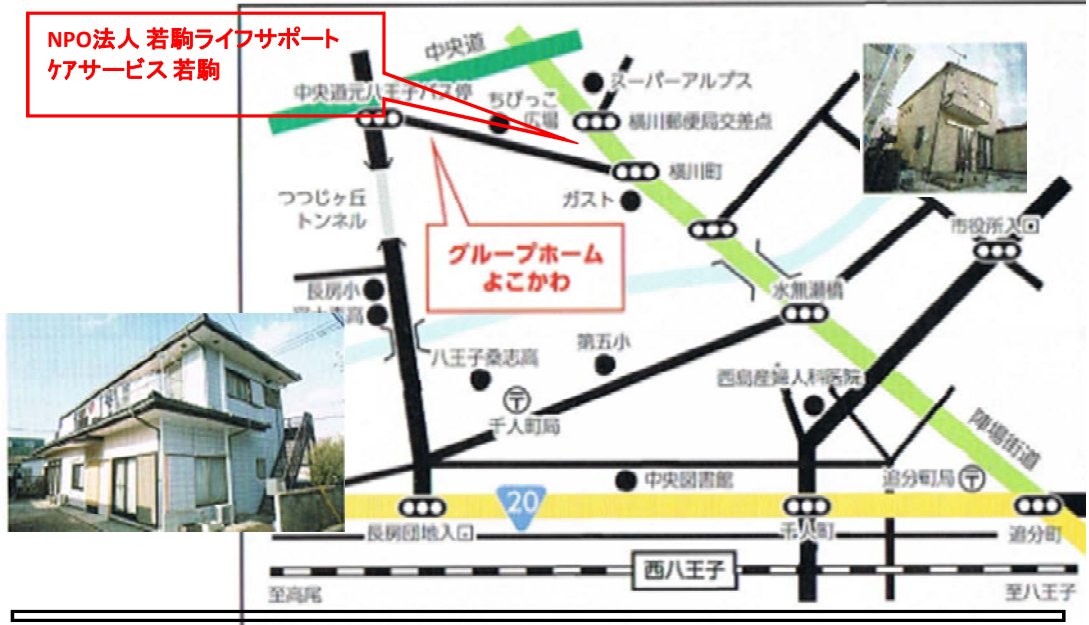 NPO法人 若駒ライフサポート
ケアサービス 若駒
中央道
中央道元八王子バス停
ちびっこ
広場
スーパーアルプス
横川郵便局交差点
横川町
ガスト
つつじヶ丘
トンネル
グループホーム
よこかわ
市役所入口
長房小
水無瀬橋
八王子桑志高
第五小
西島産婦人科医院
千人町局
陣場街道
中央図書館
追分町局
20
長房団地入口
千人町
追分町
西八王子
至高尾
至八王子